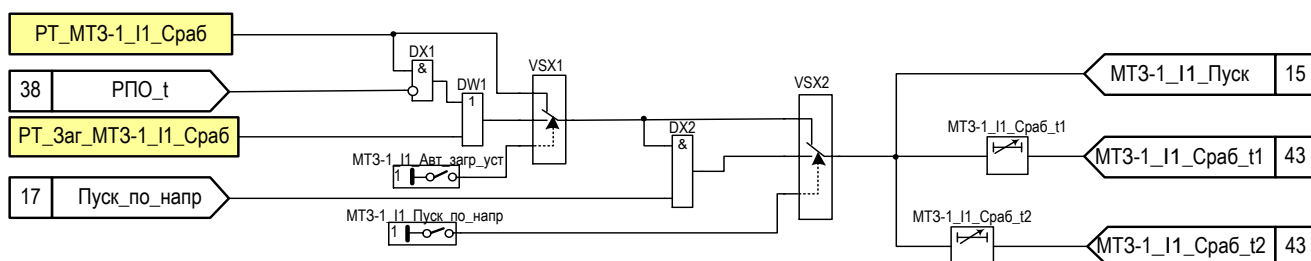 РТ_МТЗ-1_I1_Сраб
DX1
&
VSX1
38 РПО_t
DW1
1
РТ_Заг_МТЗ-1_I1_Сраб
МТЗ-1_I1_Авт_загр_уст
1
17 Пуск_по_напр
МТЗ-1_I1_Пуск_по_напр
1
DX2
&
VSX2
МТЗ-1_I1_Пуск 15
МТЗ-1_I1_Сраб_t1
МТЗ-1_I1_Сраб_t1 43
МТЗ-1_I1_Сраб_t2
МТЗ-1_I1_Сраб_t2 43